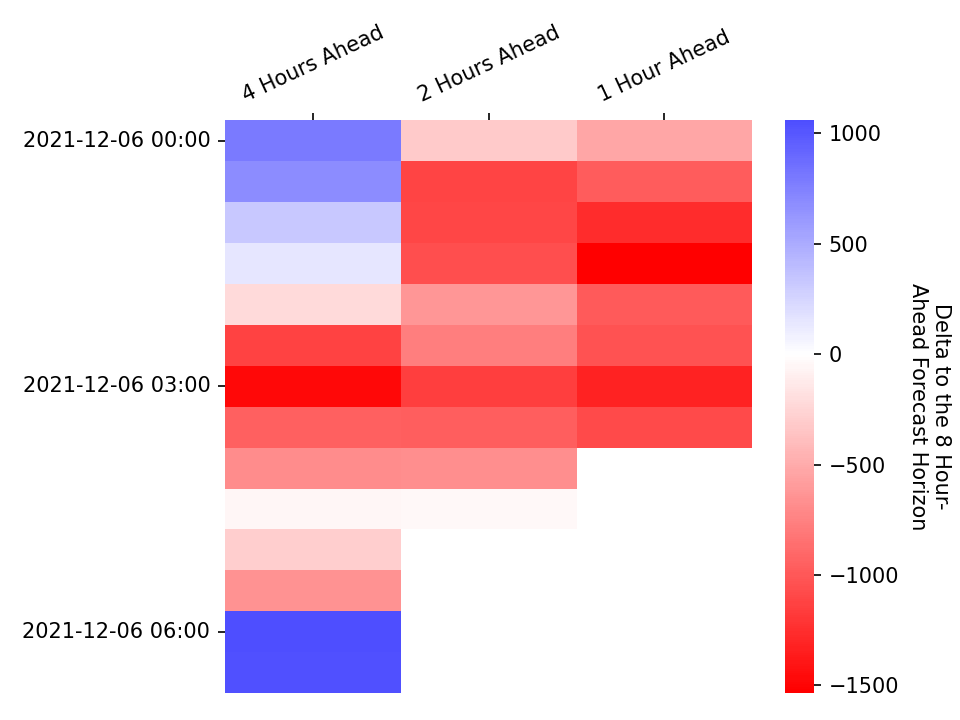 4 Hours Ahead
2 Hours Ahead
1 Hour Ahead
2021-12-06 00:00
2021-12-06 03:00
2021-12-06 06:00
1000
500
0
−500
−1000
−1500
Delta to the 8 Hour-
Ahead Forecast Horizon